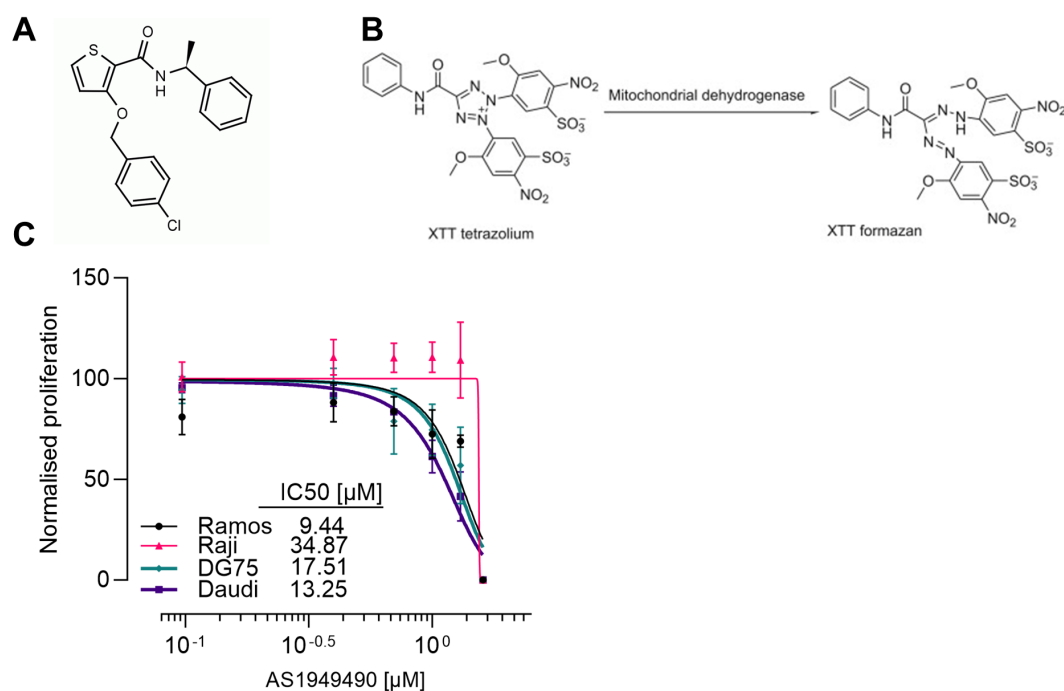 A
S
O
N
H
O
Cl
B
O
N
H
N
N
N
N+
O
NO2
SO3−
O
SO3−
NO2
XTT tetrazolium
Mitochondrial dehydrogenase
O
N
H
N
N
H
N
N
O
NO2
SO3−
O
SO3−
NO2
XTT formazan
C
Normalised proliferation
150
100
50
0
IC50 [µM]
Ramos 9.44
Raji 34.87
DG75 17.51
Daudi 13.25
10-1
10-0.5
100
AS1949490 [µM]